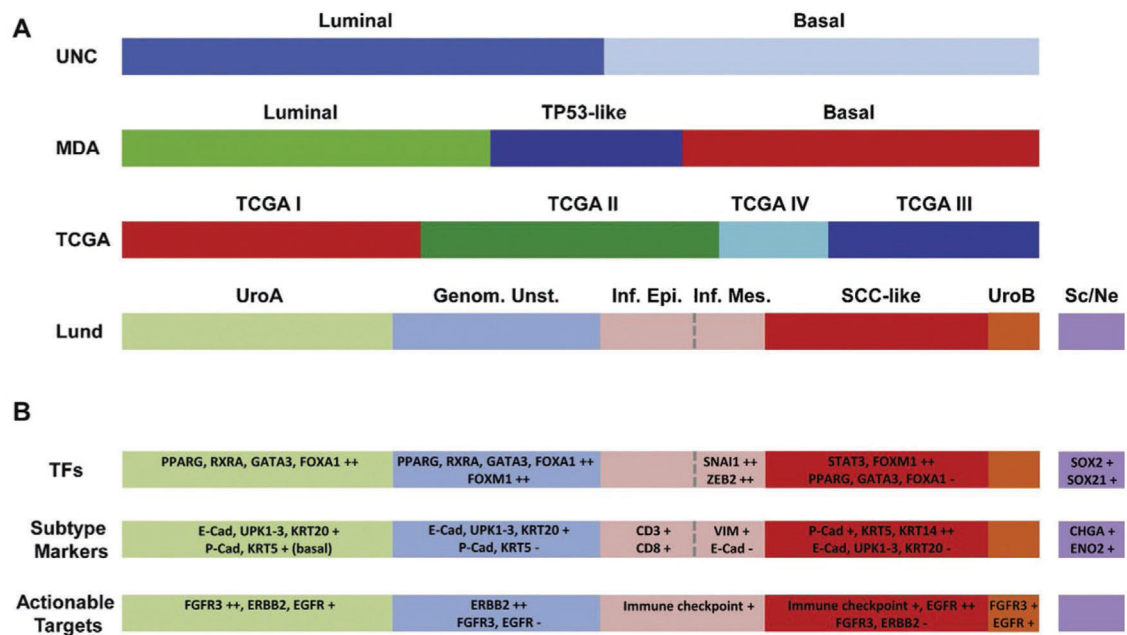 A
Luminal Basal
UNC
Luminal TP53-like Basal
MDA
TCGA I TCGA II TCGA IV TCGA III
TCGA
UroA Genom. Unst. Inf. Epi. Inf. Mes. SCC-like UroB Sc/Ne
Lund
B
TFs
PPARG, RXRA, GATA3, FOXA1 ++
PPARG, RXRA, GATA3, FOXA1 ++
FOXM1 ++
SNAI1 ++
ZEB2 ++
STAT3, FOXM1 ++
PPARG, GATA3, FOXA1 -
SOX2 +
SOX21 +
Subtype
Markers
E-Cad, UPK1-3, KRT20 +
P-Cad, KRT5 + (basal)
E-Cad, UPK1-3, KRT20 +
P-Cad, KRT5 -
CD3 +
CD8 +
VIM +
E-Cad -
P-Cad +, KRT5, KRT14 ++
E-Cad, UPK1-3, KRT20 -
CHGA +
ENO2 +
Actionable
Targets
FGFR3 ++, ERBB2, EGFR +
ERBB2 ++
FGFR3, EGFR -
Immune checkpoint +
Immune checkpoint +, EGFR ++
FGFR3, ERBB2 -
FGFR3 +
EGFR +